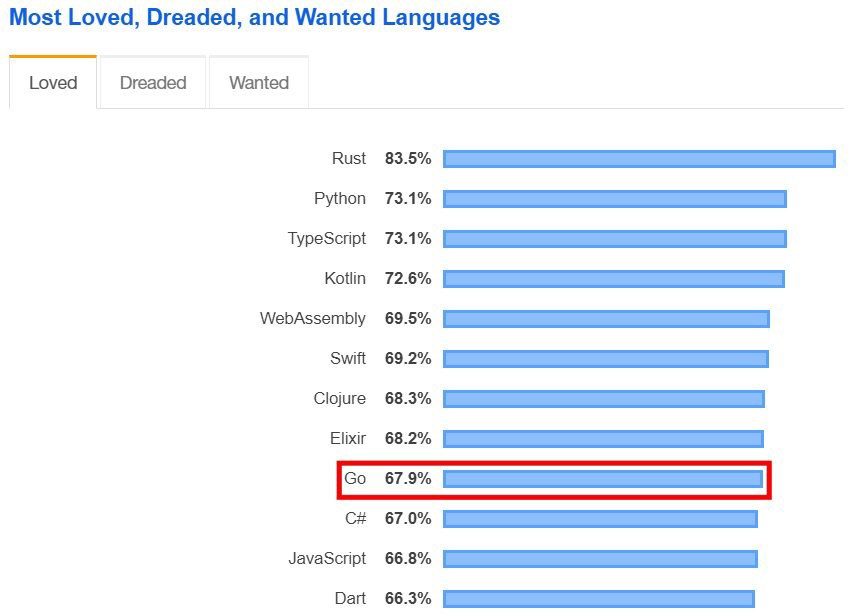 Most Loved, Dreaded, and Wanted Languages
Loved Dreaded Wanted
Rust 83.5%
Python 73.1%
TypeScript 73.1%
Kotlin 72.6%
WebAssembly 69.5%
Swift 69.2%
Clojure 68.3%
Elixir 68.2%
Go 67.9%
C# 67.0%
JavaScript 66.8%
Dart 66.3%